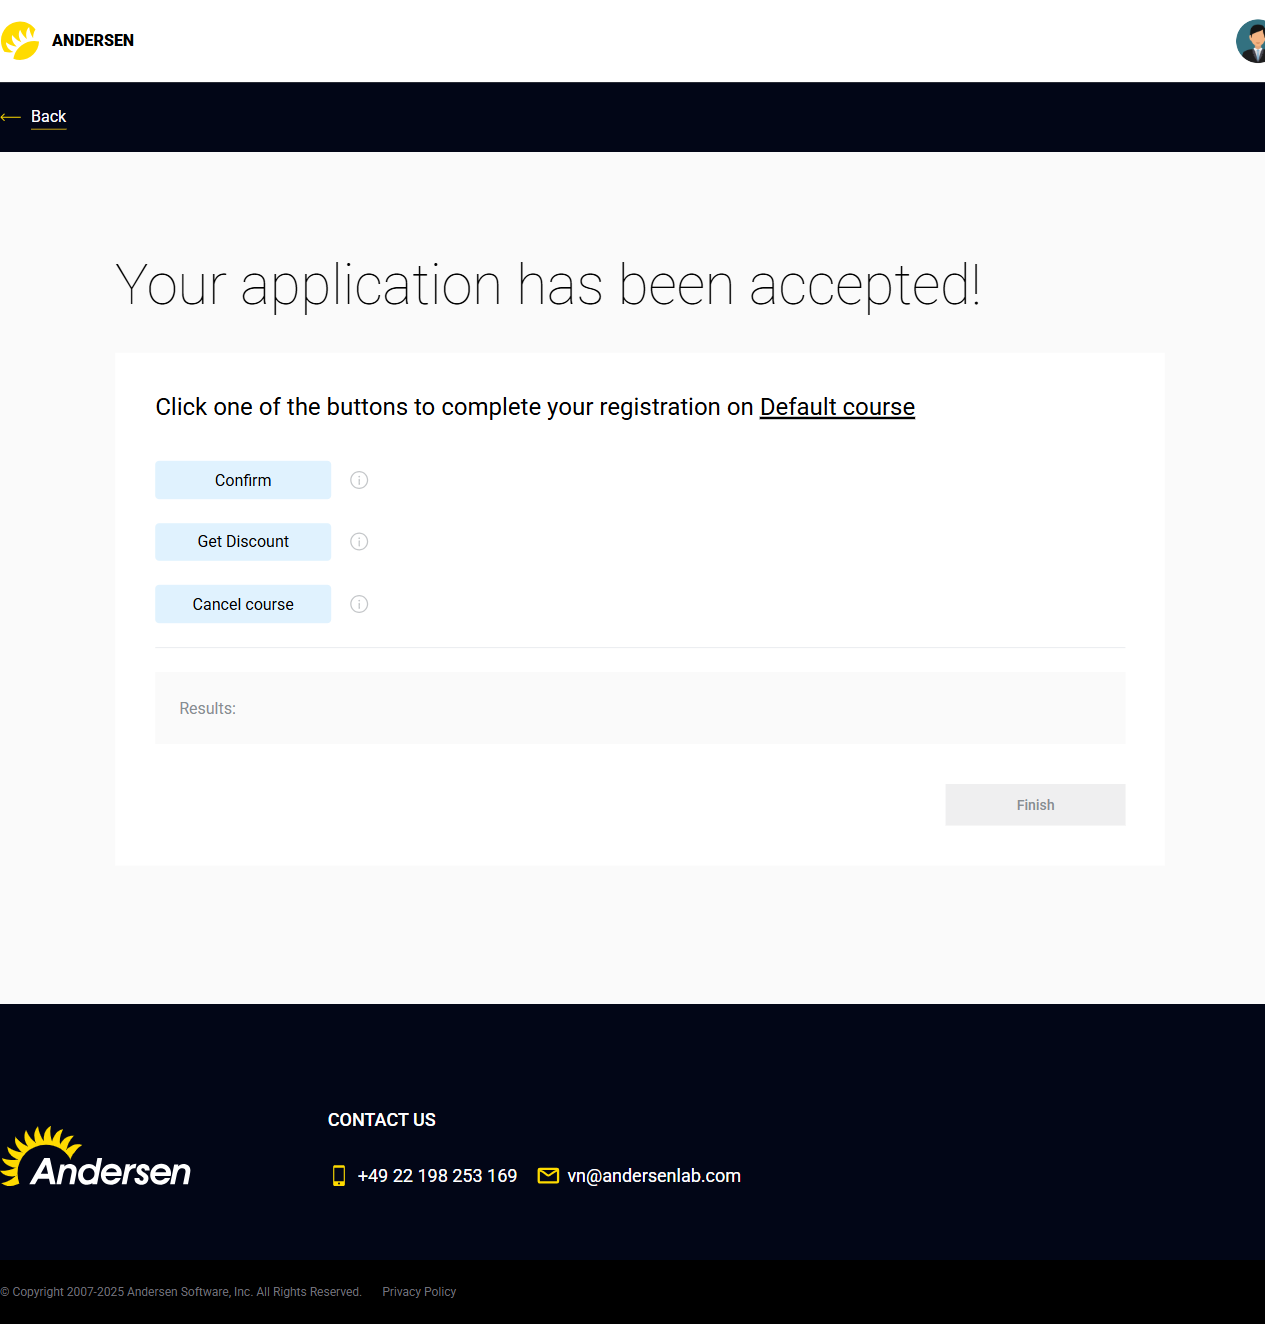 ANDERSEN
Back
Your application has been accepted!
Click one of the buttons to complete your registration on Default course
Confirm
Get Discount
Cancel course
Results:
Finish
CONTACT US
Andersen
+49 22 198 253 169 vn@andersenlab.com
© Copyright 2007-2025 Andersen Software, Inc. All Rights Reserved. Privacy Policy